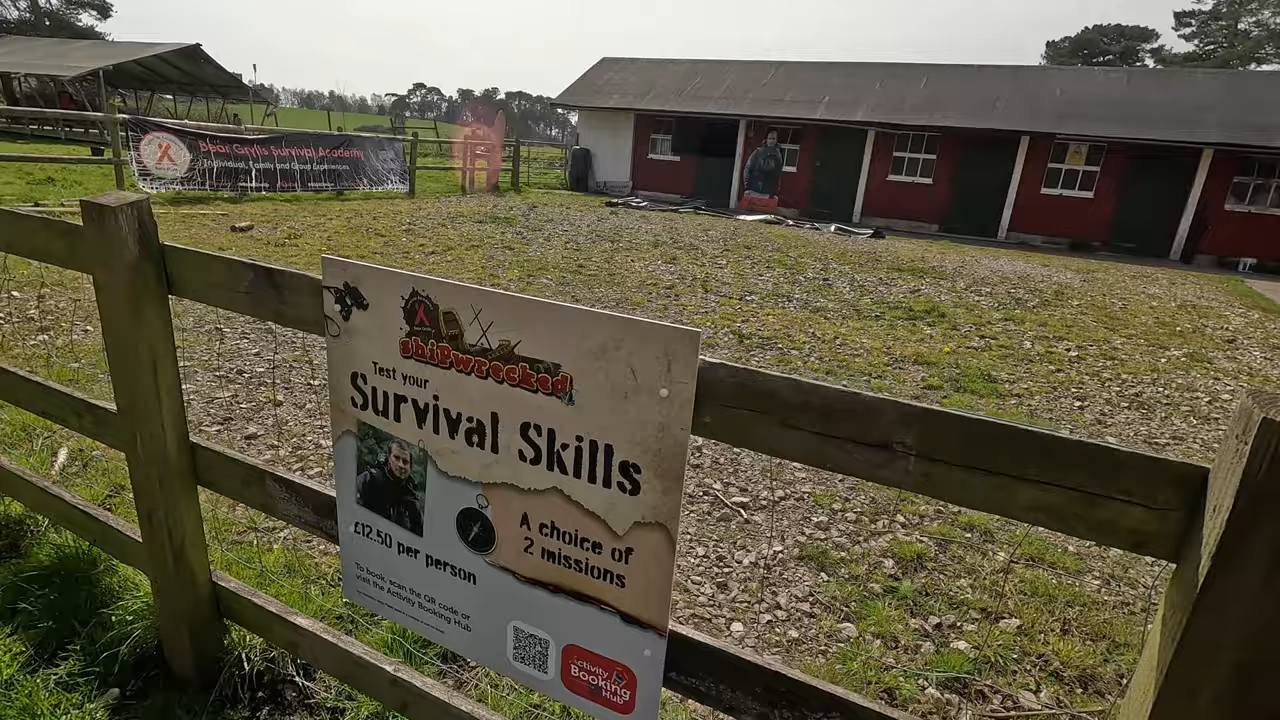 Bear Grylls Survival Academy
Individual, Family and Group Experiences
shiPwrecked
Test your
Survival Skills
£12.50 per person
A choice of
2 missions
To book, scan the QR code or
visit the Activity Booking Hub
Activity
Booking
Hub